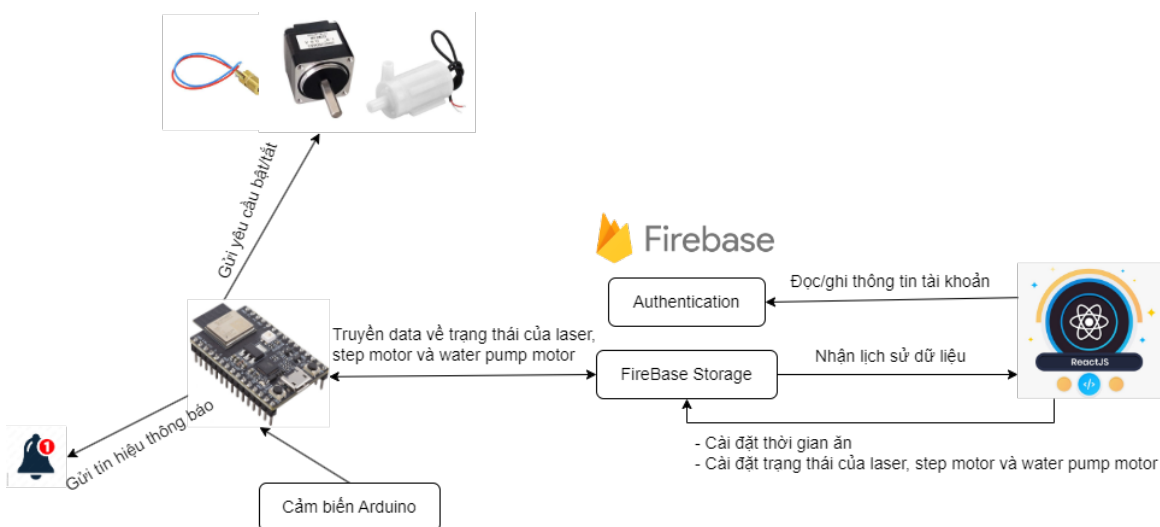 Gửi yêu cầu bật/tắt
Firebase
Authentication
Đọc/ghi thông tin tài khoản
Truyền data về trạng thái của laser,
step motor và water pump motor
FireBase Storage
Nhận lịch sử dữ liệu
ReactJS
</>
1
Gửi tín hiệu thông báo
- Cài đặt thời gian ăn
- Cài đặt trạng thái của laser, step motor và water pump motor
Cảm biến Arduino